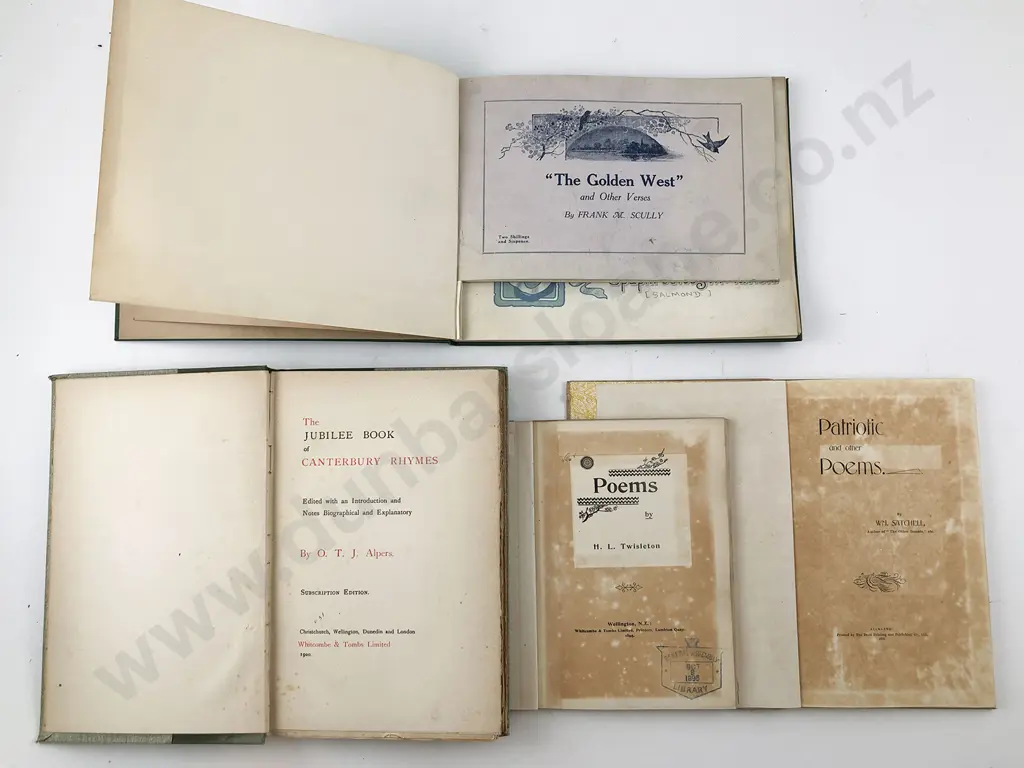 "The Golden West"
and Other Verses
By FRANK M. SCULLY
Two Shillings
and Sixpence.
[SALMOND]
The
JUBILEE BOOK
of
CANTERBURY RHYMES
Edited with an Introduction and
Notes Biographical and Explanatory
By O. T. J. Alpers.
Subscription Edition.
Christchurch, Wellington, Dunedin and London
Whitcombe & Tombs Limited
1900.
Poems
by
H. L. Twisleton
Wellington, N.Z.:
Whitcombe & Tombs Limited, Printers, Lambton Quay.
LIBRARY
Patriotic
and other
Poems.
by
WM. SATCHELL,
www.dunbarsloane.co.nz